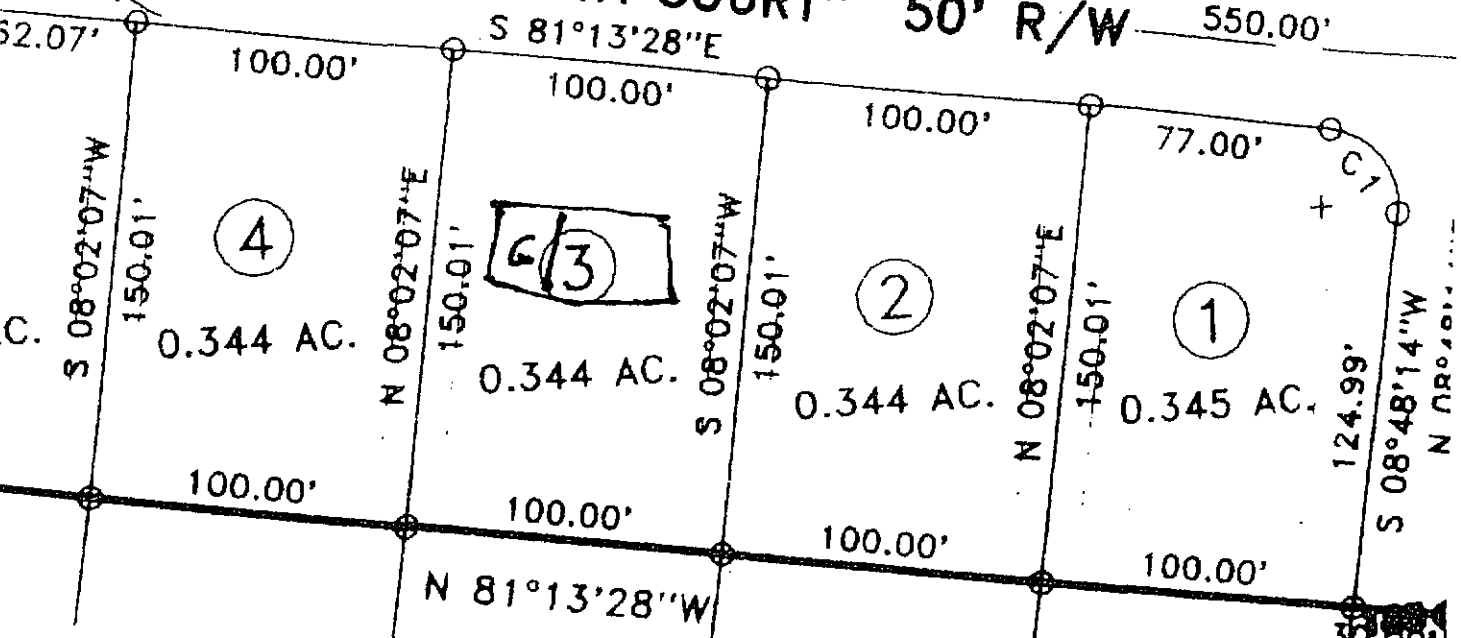 COURT" 50' R/W 550.00'
62.07' S 81°13'28"E
100.00' 100.00' 100.00' 77.00'
C1
S 08°02'07"W 150.01'
4
0.344 AC.
N 08°02'07"E 150.01'
G 3
0.344 AC.
S 08°02'07"W 150.01'
2
0.344 AC.
N 08°02'07"E 150.01'
1
0.345 AC.
124.99'
S 08°48'14"W
C.
100.00' 100.00' 100.00' 100.00'
N 81°13'28"W